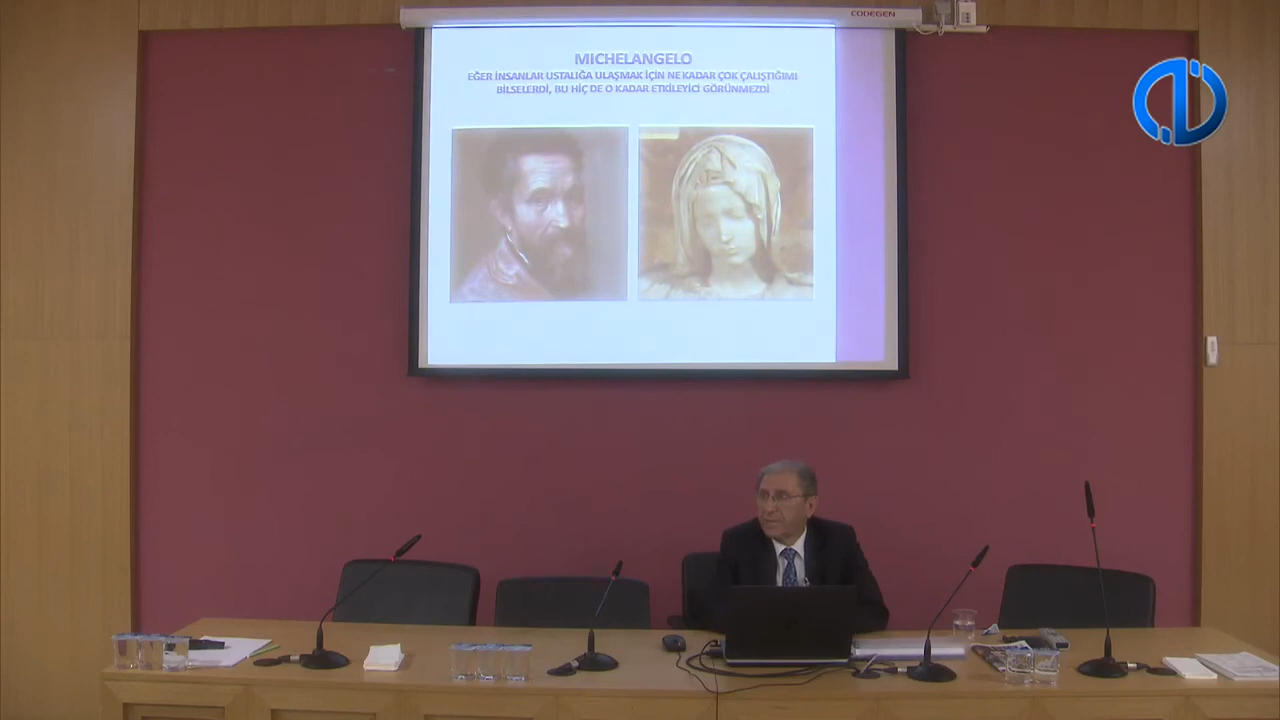 CODEGEN
MICHELANGELO
EĞER İNSANLAR USTALIĞA ULAŞMAK İÇİN NE KADAR ÇOK ÇALIŞTIĞIMI
BİLSELERDİ, BU HİÇ DE O KADAR ETKİLEYİCİ GÖRÜNMEZDİ